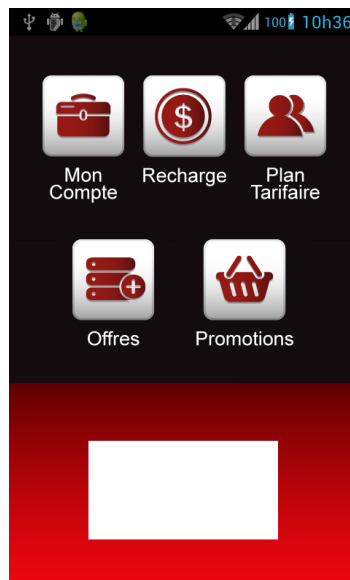 100 10h36
$
Mon Compte
Recharge
Plan Tarifaire
Offres
Promotions